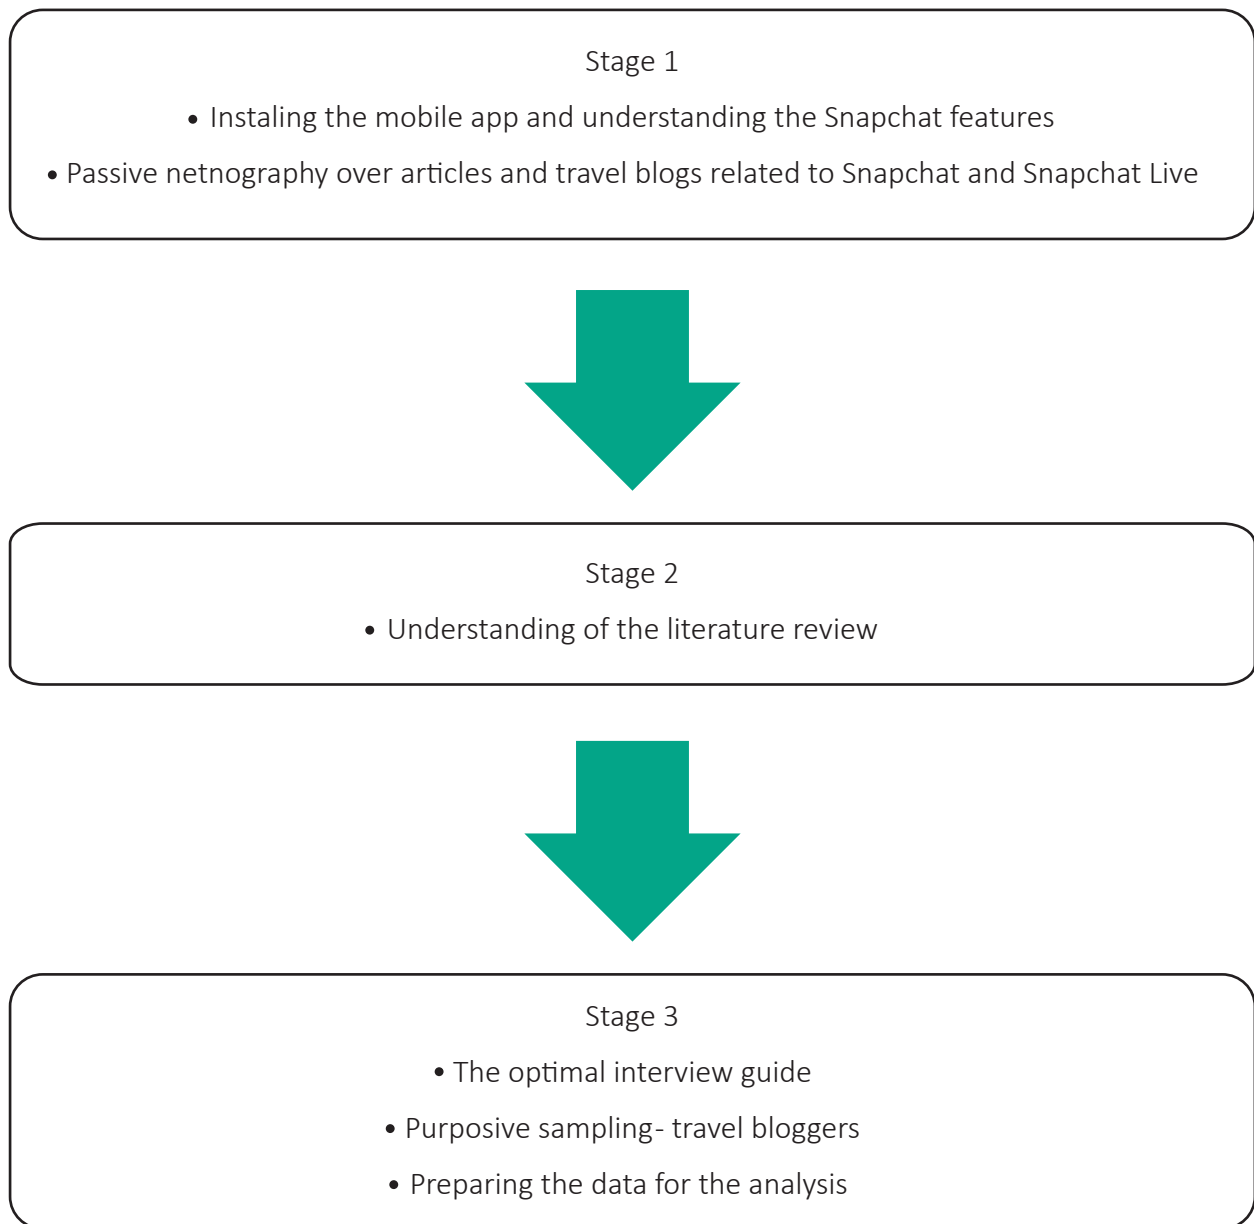 Stage 1
• Instaling the mobile app and understanding the Snapchat features
• Passive netnography over articles and travel blogs related to Snapchat and Snapchat Live
Stage 2
• Understanding of the literature review
Stage 3
• The optimal interview guide
• Purposive sampling- travel bloggers
• Preparing the data for the analysis